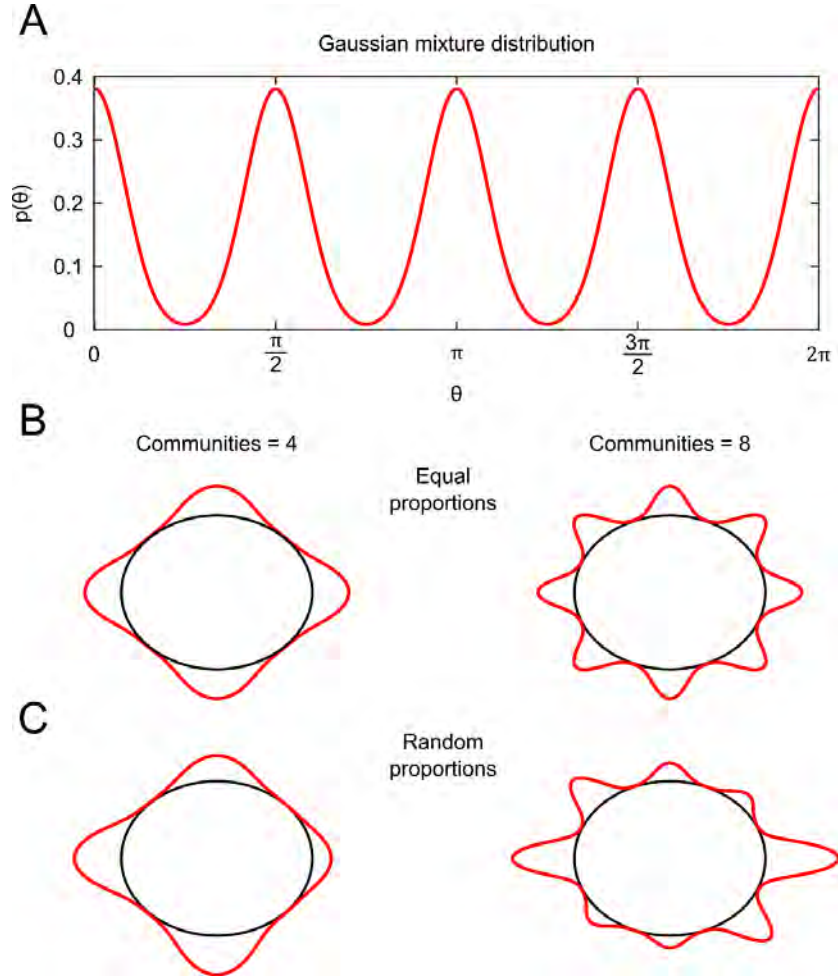 A
Gaussian mixture distribution
0.4
0.3
0.2
0.1
0
p(θ)
0
π
2
π
3π
2
2π
θ
B
Communities = 4
Communities = 8
Equal
proportions
C
Random
proportions